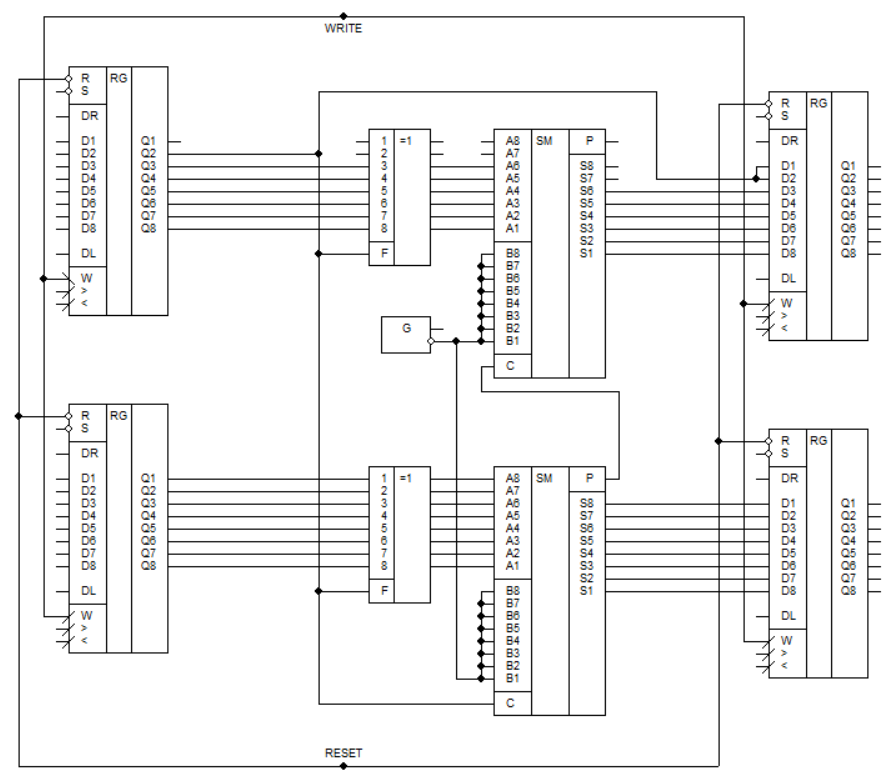 WRITE
R RG
S
DR
D1 Q1
D2 Q2
D3 Q3
D4 Q4
D5 Q5
D6 Q6
D7 Q7
D8 Q8
DL
W
>
<
1 =1
2
3
4
5
6
7
8
F
A8 SM P
A7
A6 S8
A5 S7
A4 S6
A3 S5
A2 S4
A1 S3
S2
B8 S1
B7
B6
B5
B4
B3
B2
B1
C
G
R RG
S
DR
D1 Q1
D2 Q2
D3 Q3
D4 Q4
D5 Q5
D6 Q6
D7 Q7
D8 Q8
DL
W
>
<
R RG
S
DR
D1 Q1
D2 Q2
D3 Q3
D4 Q4
D5 Q5
D6 Q6
D7 Q7
D8 Q8
DL
W
>
<
1 =1
2
3
4
5
6
7
8
F
A8 SM P
A7
A6 S8
A5 S7
A4 S6
A3 S5
A2 S4
A1 S3
S2
B8 S1
B7
B6
B5
B4
B3
B2
B1
C
R RG
S
DR
D1 Q1
D2 Q2
D3 Q3
D4 Q4
D5 Q5
D6 Q6
D7 Q7
D8 Q8
DL
W
>
<
RESET